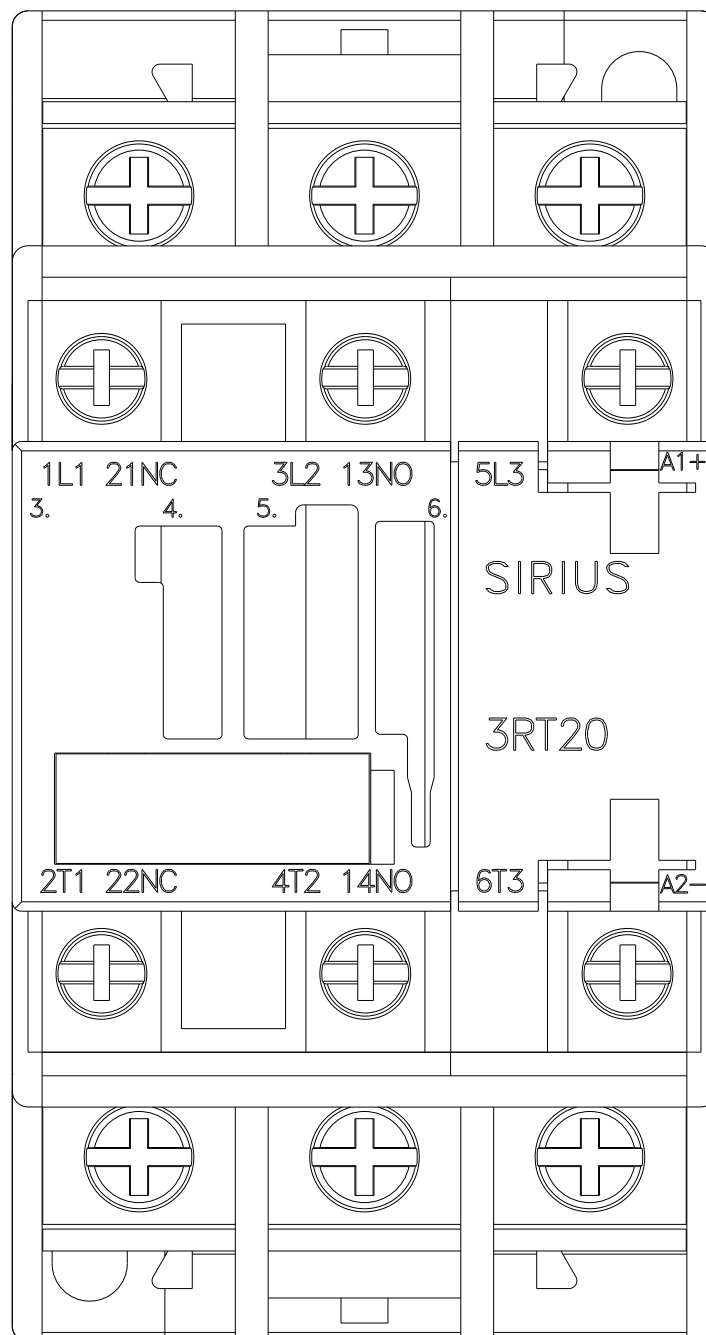 1L1 21NC 3L2 13NO 5L3 A1+
3. 4. 5. 6.
SIRIUS
3RT20
2T1 22NC 4T2 14NO 6T3 A2-